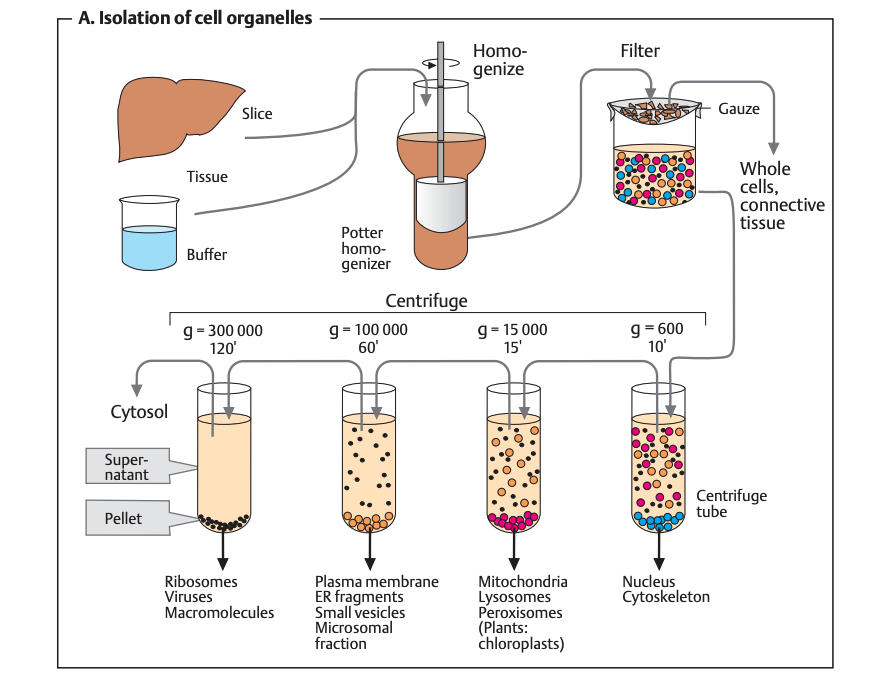 A. Isolation of cell organelles
Slice
Tissue
Buffer
Homo-
genize
Potter
homo-
genizer
Filter
Gauze
Whole
cells,
connective
tissue
Centrifuge
g = 300 000
120'
g = 100 000
60'
g = 15 000
15'
g = 600
10'
Cytosol
Super-
natant
Pellet
Centrifuge
tube
Ribosomes
Viruses
Macromolecules
Plasma membrane
ER fragments
Small vesicles
Microsomal
fraction
Mitochondria
Lysosomes
Peroxisomes
(Plants:
chloroplasts)
Nucleus
Cytoskeleton